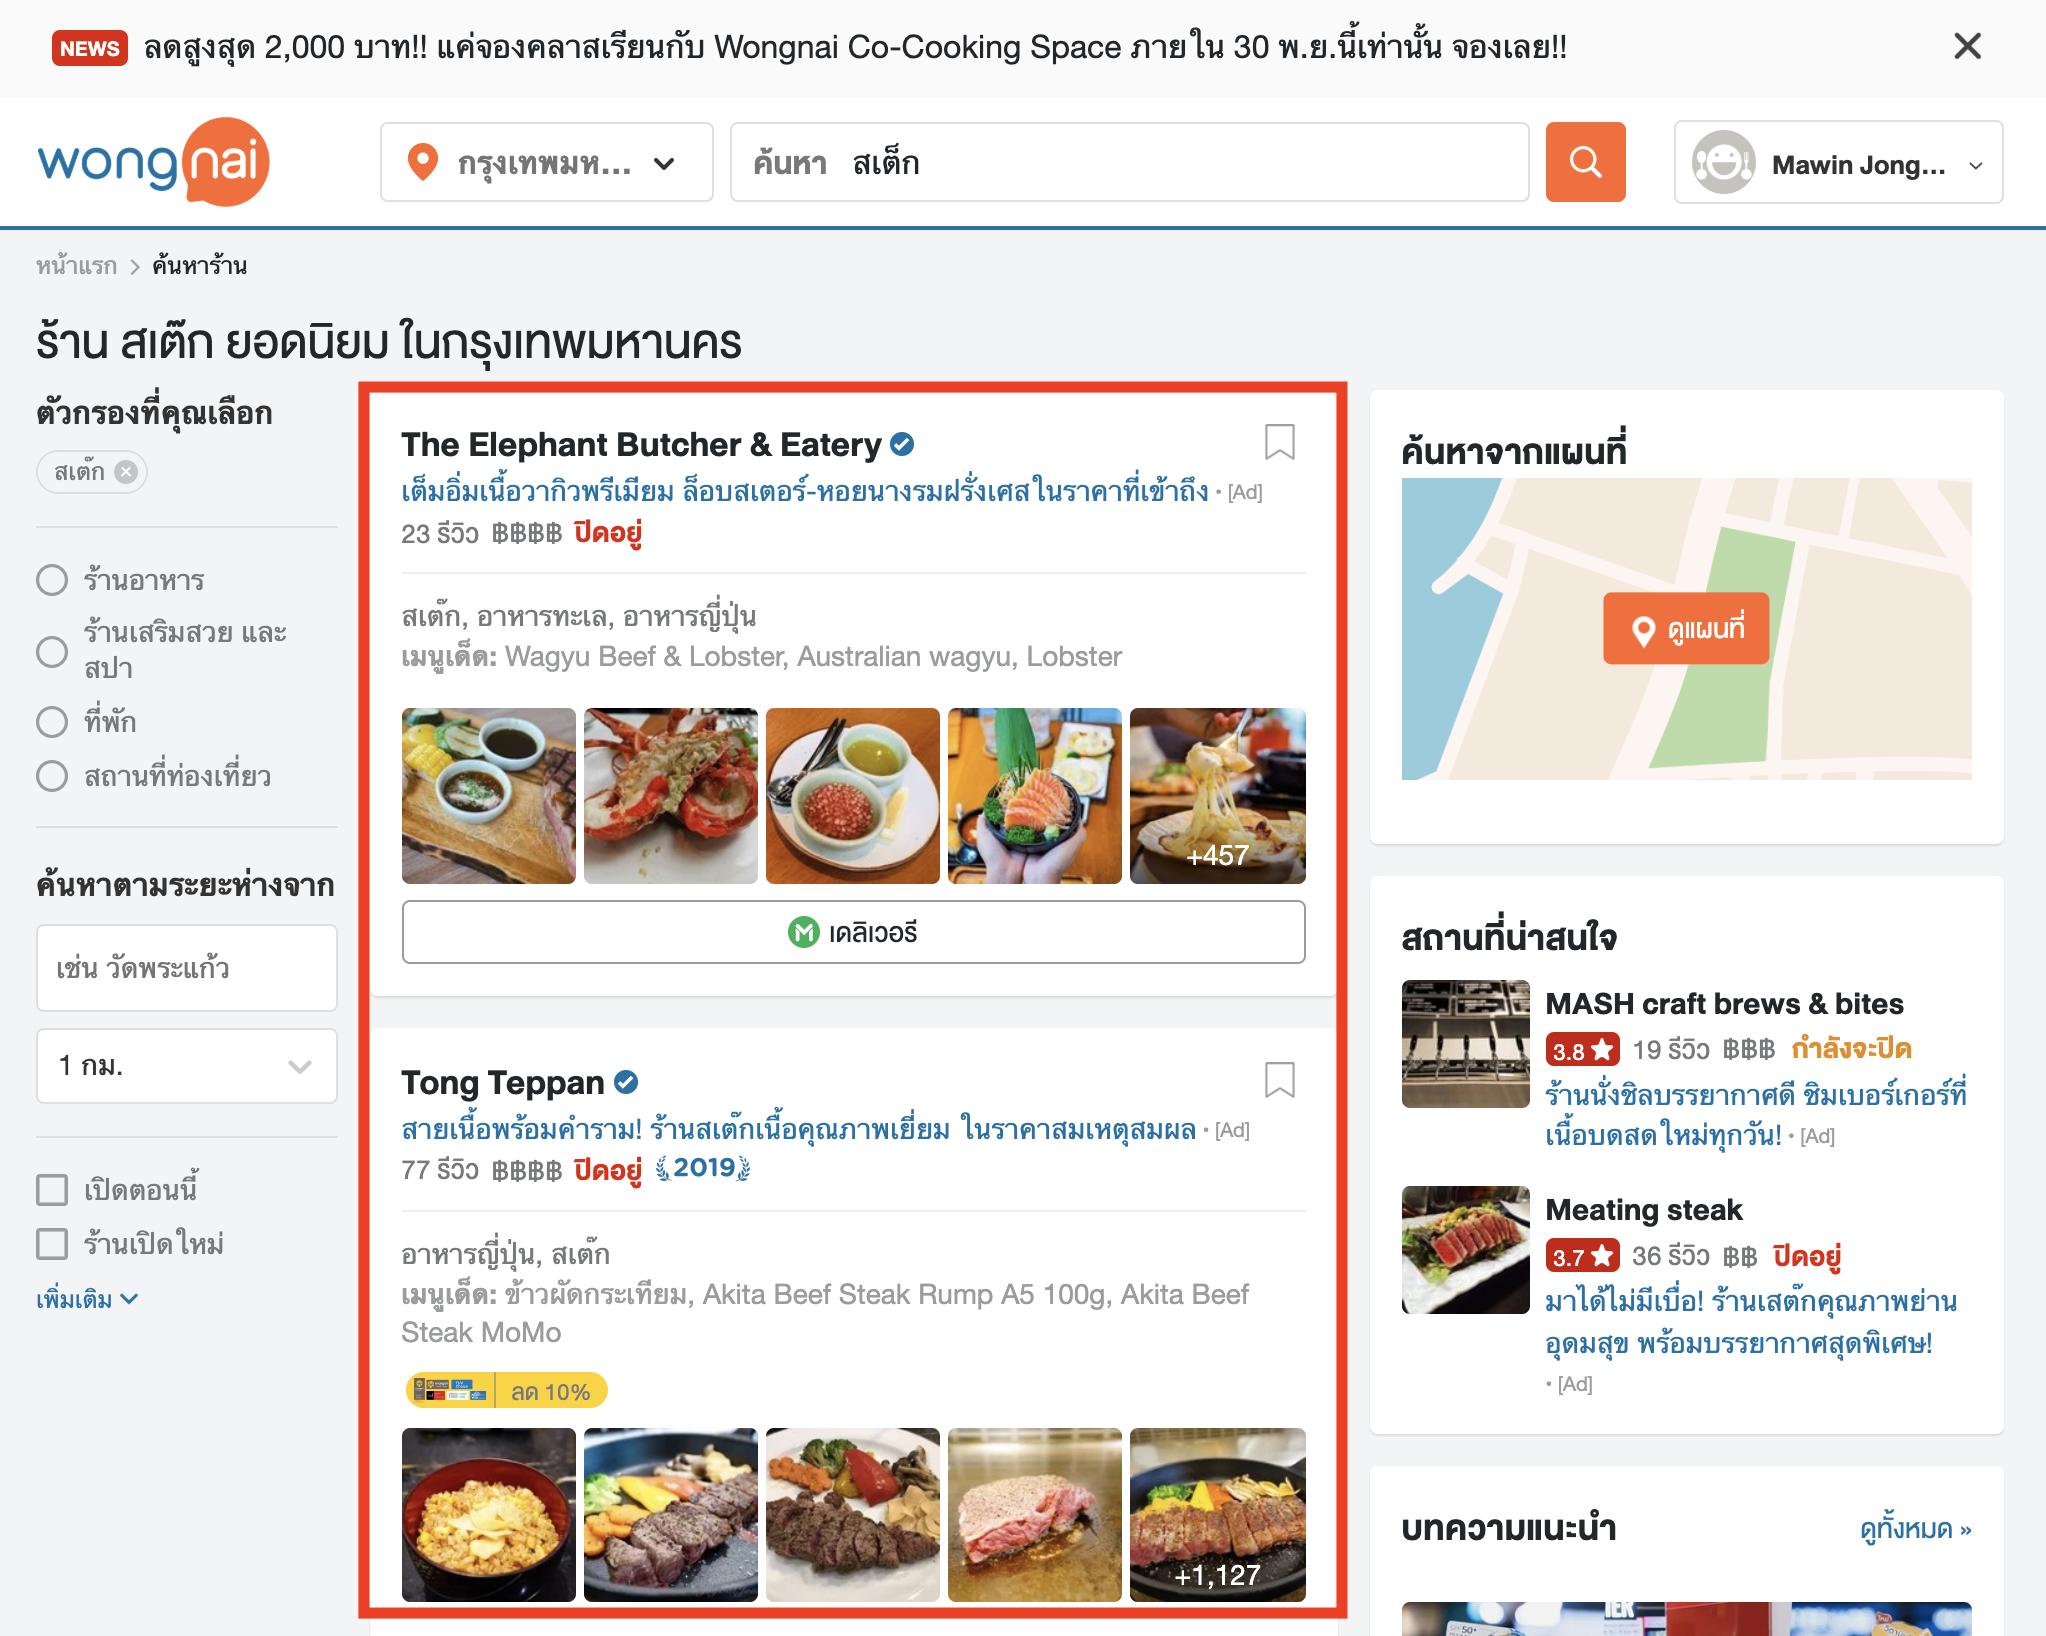 NEWS ลดสูงสุด 2,000 บาท!! แค่จองคลาสเรียนกับ Wongnai Co-Cooking Space ภายใน 30 พ.ย.นี้เท่านั้น จองเลย!!
wongnai
กรุงเทพมห...
ค้นหา สเต็ก
Mawin Jong...
หน้าแรก > ค้นหาร้าน
ร้าน สเต๊ก ยอดนิยม ในกรุงเทพมหานคร
ตัวกรองที่คุณเลือก
สเต๊ก
ร้านอาหาร
ร้านเสริมสวย และ
สปา
ที่พัก
สถานที่ท่องเที่ยว
ค้นหาตามระยะห่างจาก
เช่น วัดพระแก้ว
1 กม.
เปิดตอนนี้
ร้านเปิดใหม่
เพิ่มเติม
The Elephant Butcher & Eatery
เต็มอิ่มเนื้อวากิวพรีเมียม ล็อบสเตอร์-หอยนางรมฝรั่งเศสในราคาที่เข้าถึง • [Ad]
23 รีวิว ฿฿฿฿ ปิดอยู่
สเต๊ก, อาหารทะเล, อาหารญี่ปุ่น
เมนูเด็ด: Wagyu Beef & Lobster, Australian wagyu, Lobster
+457
เดลิเวอรี
Tong Teppan
สายเนื้อพร้อมคำราม! ร้านสเต๊กเนื้อคุณภาพเยี่ยม ในราคาสมเหตุสมผล • [Ad]
77 รีวิว ฿฿฿฿ ปิดอยู่ 2019
อาหารญี่ปุ่น, สเต๊ก
เมนูเด็ด: ข้าวผัดกระเทียม, Akita Beef Steak Rump A5 100g, Akita Beef
Steak MoMo
ลด 10%
+1,127
ค้นหาจากแผนที่
ดูแผนที่
สถานที่น่าสนใจ
MASH craft brews & bites
3.8 ★ 19 รีวิว ฿฿฿ กำลังจะปิด
ร้านนั่งชิลบรรยากาศดี ชิมเบอร์เกอร์ที่
เนื้อบดสดใหม่ทุกวัน! • [Ad]
Meating steak
3.7 ★ 36 รีวิว ฿฿ ปิดอยู่
มาได้ไม่มีเบื่อ! ร้านเสต๊กคุณภาพย่าน
อุดมสุข พร้อมบรรยากาศสุดพิเศษ!
• [Ad]
บทความแนะนำ
ดูทั้งหมด »